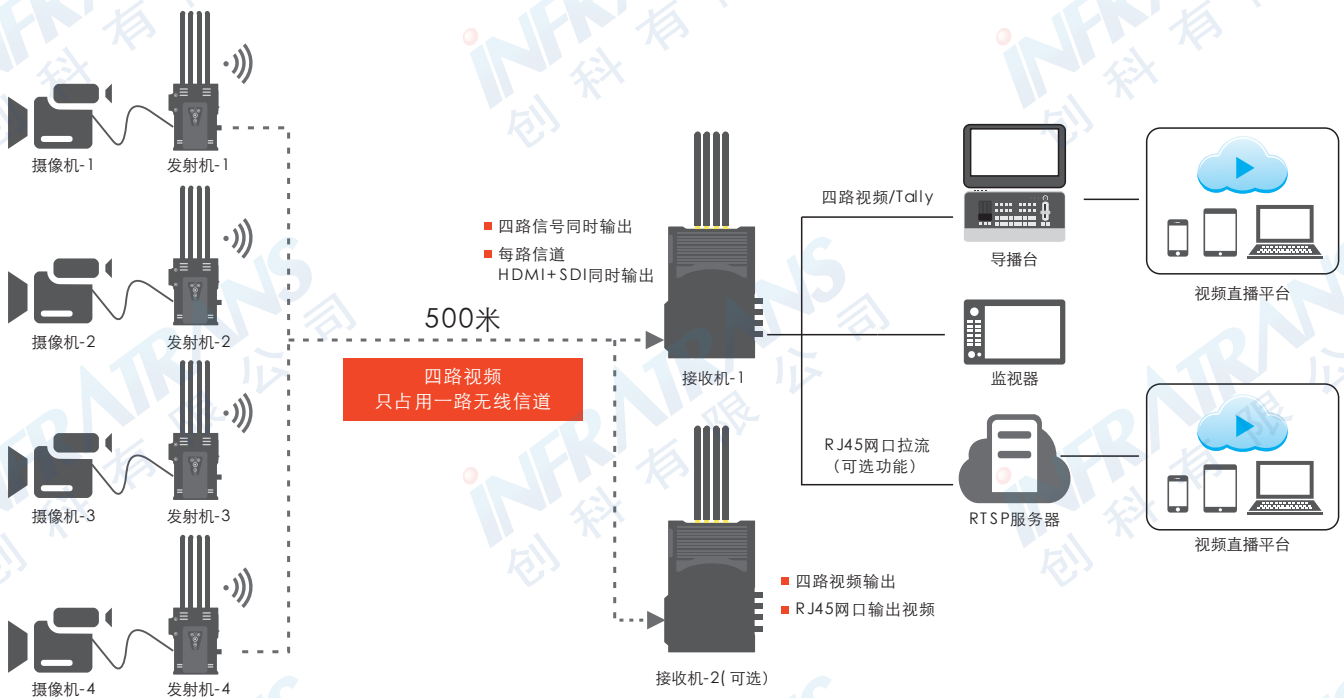 摄像机-1
发射机-1
摄像机-2
发射机-2
摄像机-3
发射机-3
摄像机-4
发射机-4
四路信号同时输出
每路信道
HDMI+SDI同时输出
500米
四路视频
只占用一路无线信道
接收机-1
接收机-2(可选)
四路视频输出
RJ45网口输出视频
四路视频/Tally
导播台
监视器
RJ45网口拉流
(可选功能)
RTSP服务器
视频直播平台
视频直播平台
INFRATRANS
创科有限公司